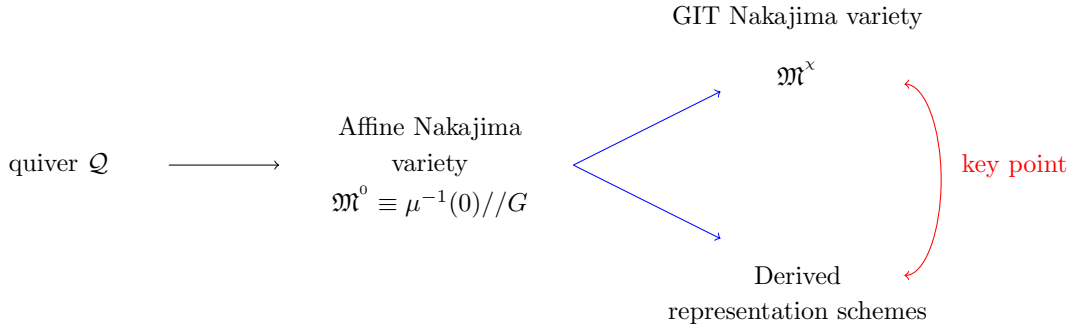 GIT Nakajima variety
𝔐^χ
Affine Nakajima
variety
quiver 𝒬
𝔐^0 ≡ μ^{-1}(0)//G
key point
Derived
representation schemes